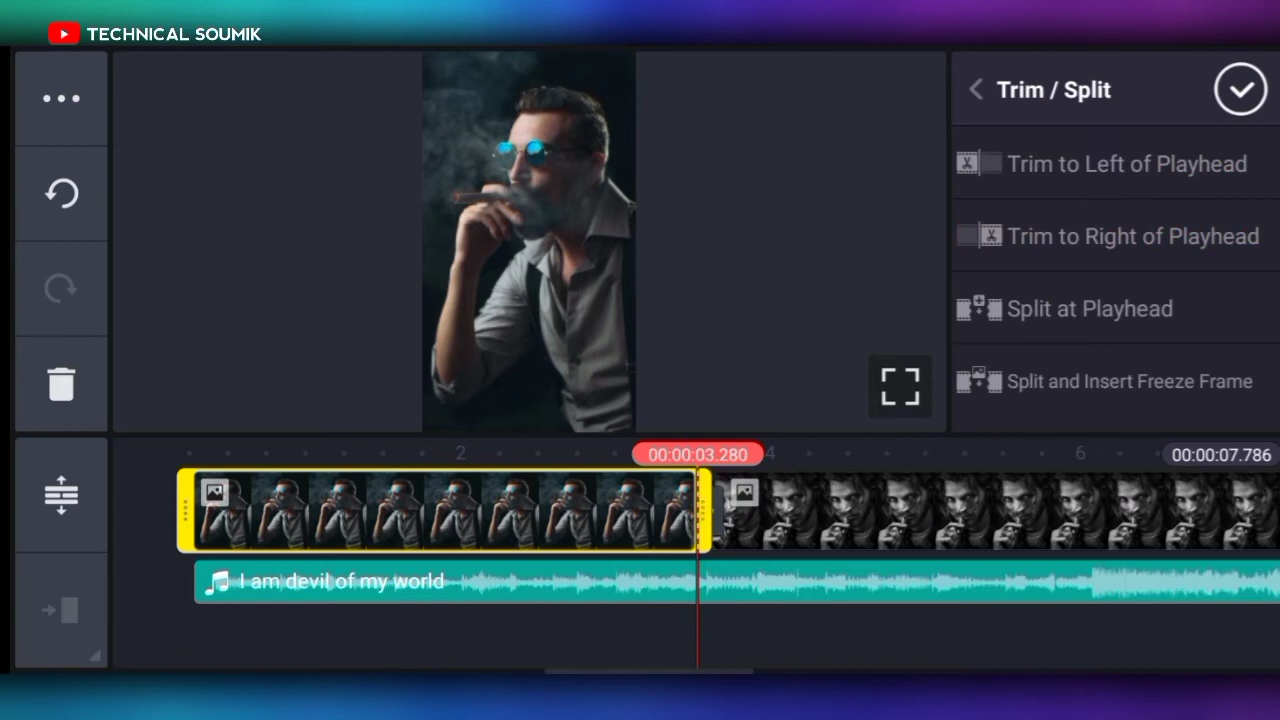 TECHNICAL SOUMIK
Trim / Split
Trim to Left of Playhead
Trim to Right of Playhead
Split at Playhead
Split and Insert Freeze Frame
2
00:00:03.280
4
6
00:00:07.786
I am devil of my world